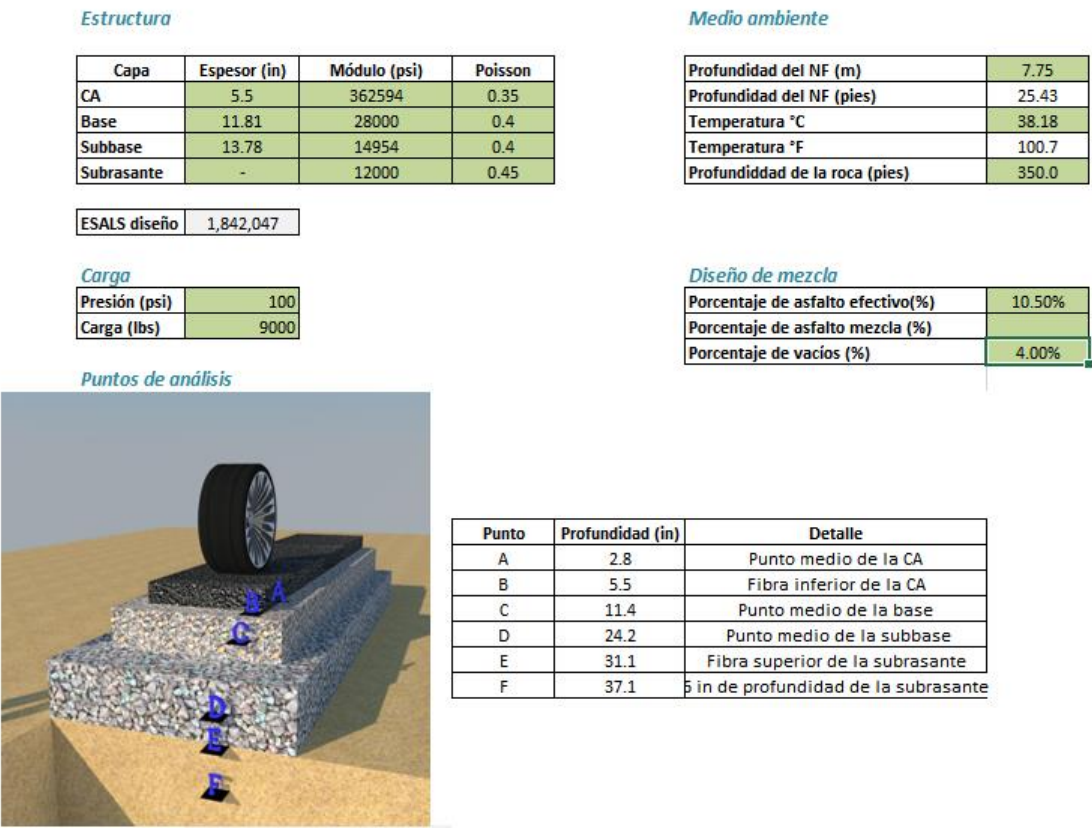 Estructura
Capa Espesor (in) Módulo (psi) Poisson
CA 5.5 362594 0.35
Base 11.81 28000 0.4
Subbase 13.78 14954 0.4
Subrasante - 12000 0.45
ESALS diseño 1,842,047
Medio ambiente
Profundidad del NF (m) 7.75
Profundidad del NF (pies) 25.43
Temperatura °C 38.18
Temperatura °F 100.7
Profundiddad de la roca (pies) 350.0
Carga
Presión (psi) 100
Carga (lbs) 9000
Diseño de mezcla
Porcentaje de asfalto efectivo(%) 10.50%
Porcentaje de asfalto mezcla (%)
Porcentaje de vacíos (%) 4.00%
Puntos de análisis
A
B
C
D
E
F
Punto Profundidad (in) Detalle
A 2.8 Punto medio de la CA
B 5.5 Fibra inferior de la CA
C 11.4 Punto medio de la base
D 24.2 Punto medio de la subbase
E 31.1 Fibra superior de la subrasante
F 37.1 6 in de profundidad de la subrasante